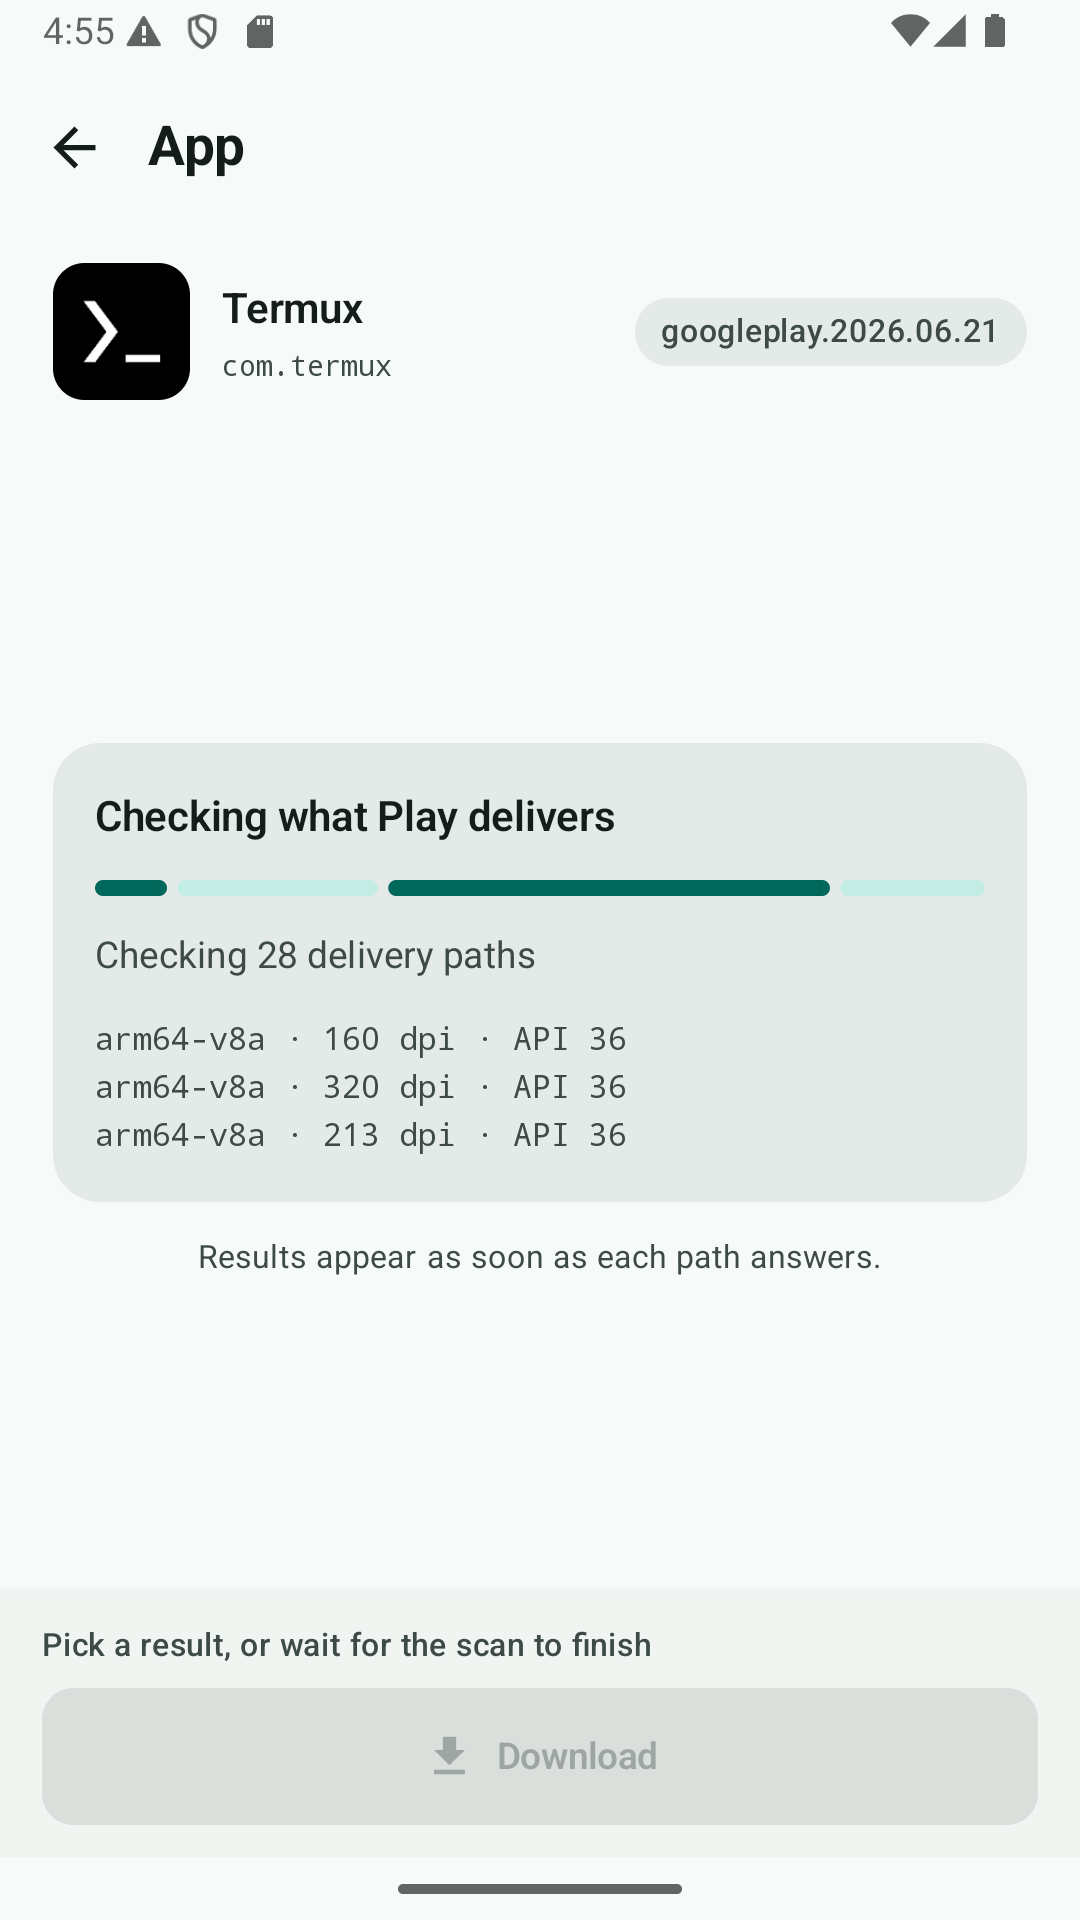 4:55
App
Termux
com.termux
googleplay.2026.06.21
Checking what Play delivers
Checking 28 delivery paths
arm64-v8a · 160 dpi · API 36
arm64-v8a · 320 dpi · API 36
arm64-v8a · 213 dpi · API 36
Results appear as soon as each path answers.
Pick a result, or wait for the scan to finish
Download